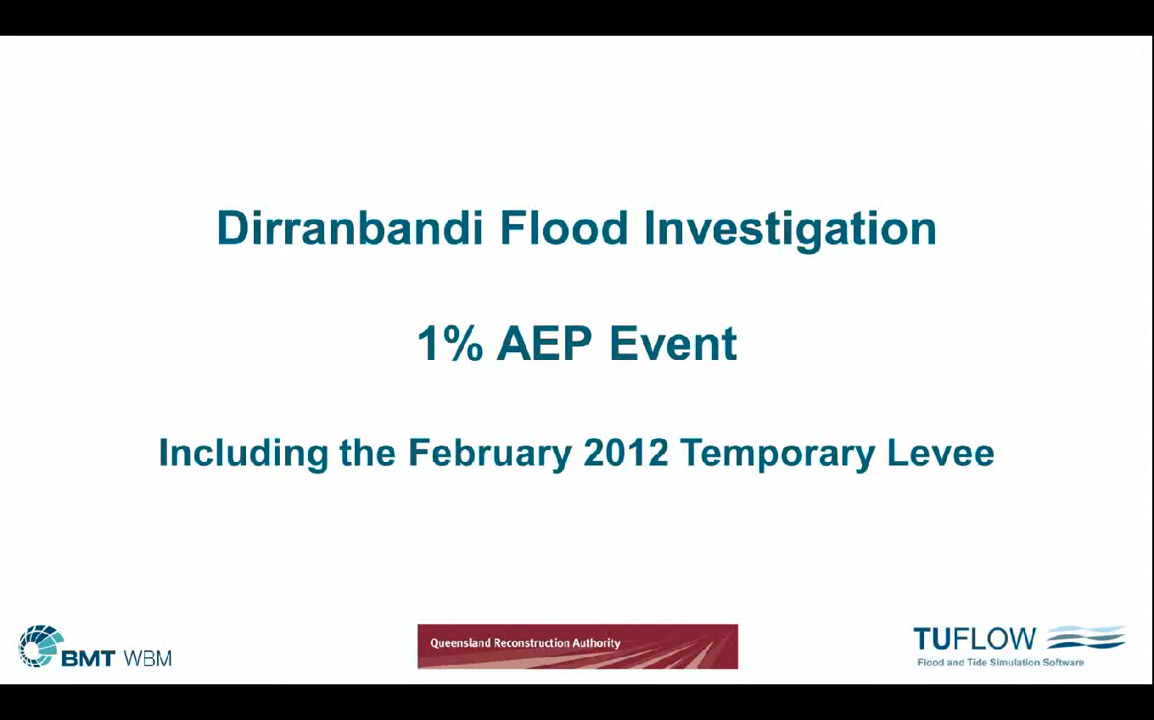 Dirranbandi Flood Investigation
1% AEP Event
Including the February 2012 Temporary Levee
BMT WBM
Queensland Reconstruction Authority
TUFLOW
Flood and Tide Simulation Software